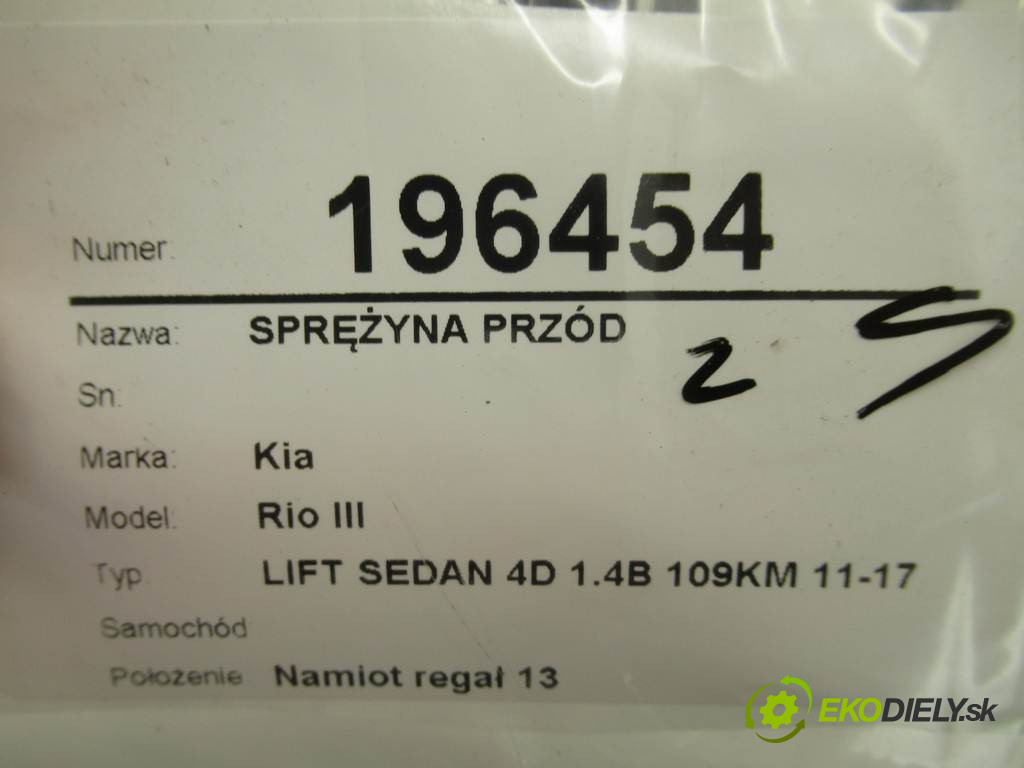 Numer: 196454
Nazwa: SPRĘŻYNA PRZÓD
2 S
Sn:
Marka: Kia
Model: Rio III
Typ LIFT SEDAN 4D 1.4B 109KM 11-17
Samochód
Położenie Namiot regał 13
EKODIELY.sk